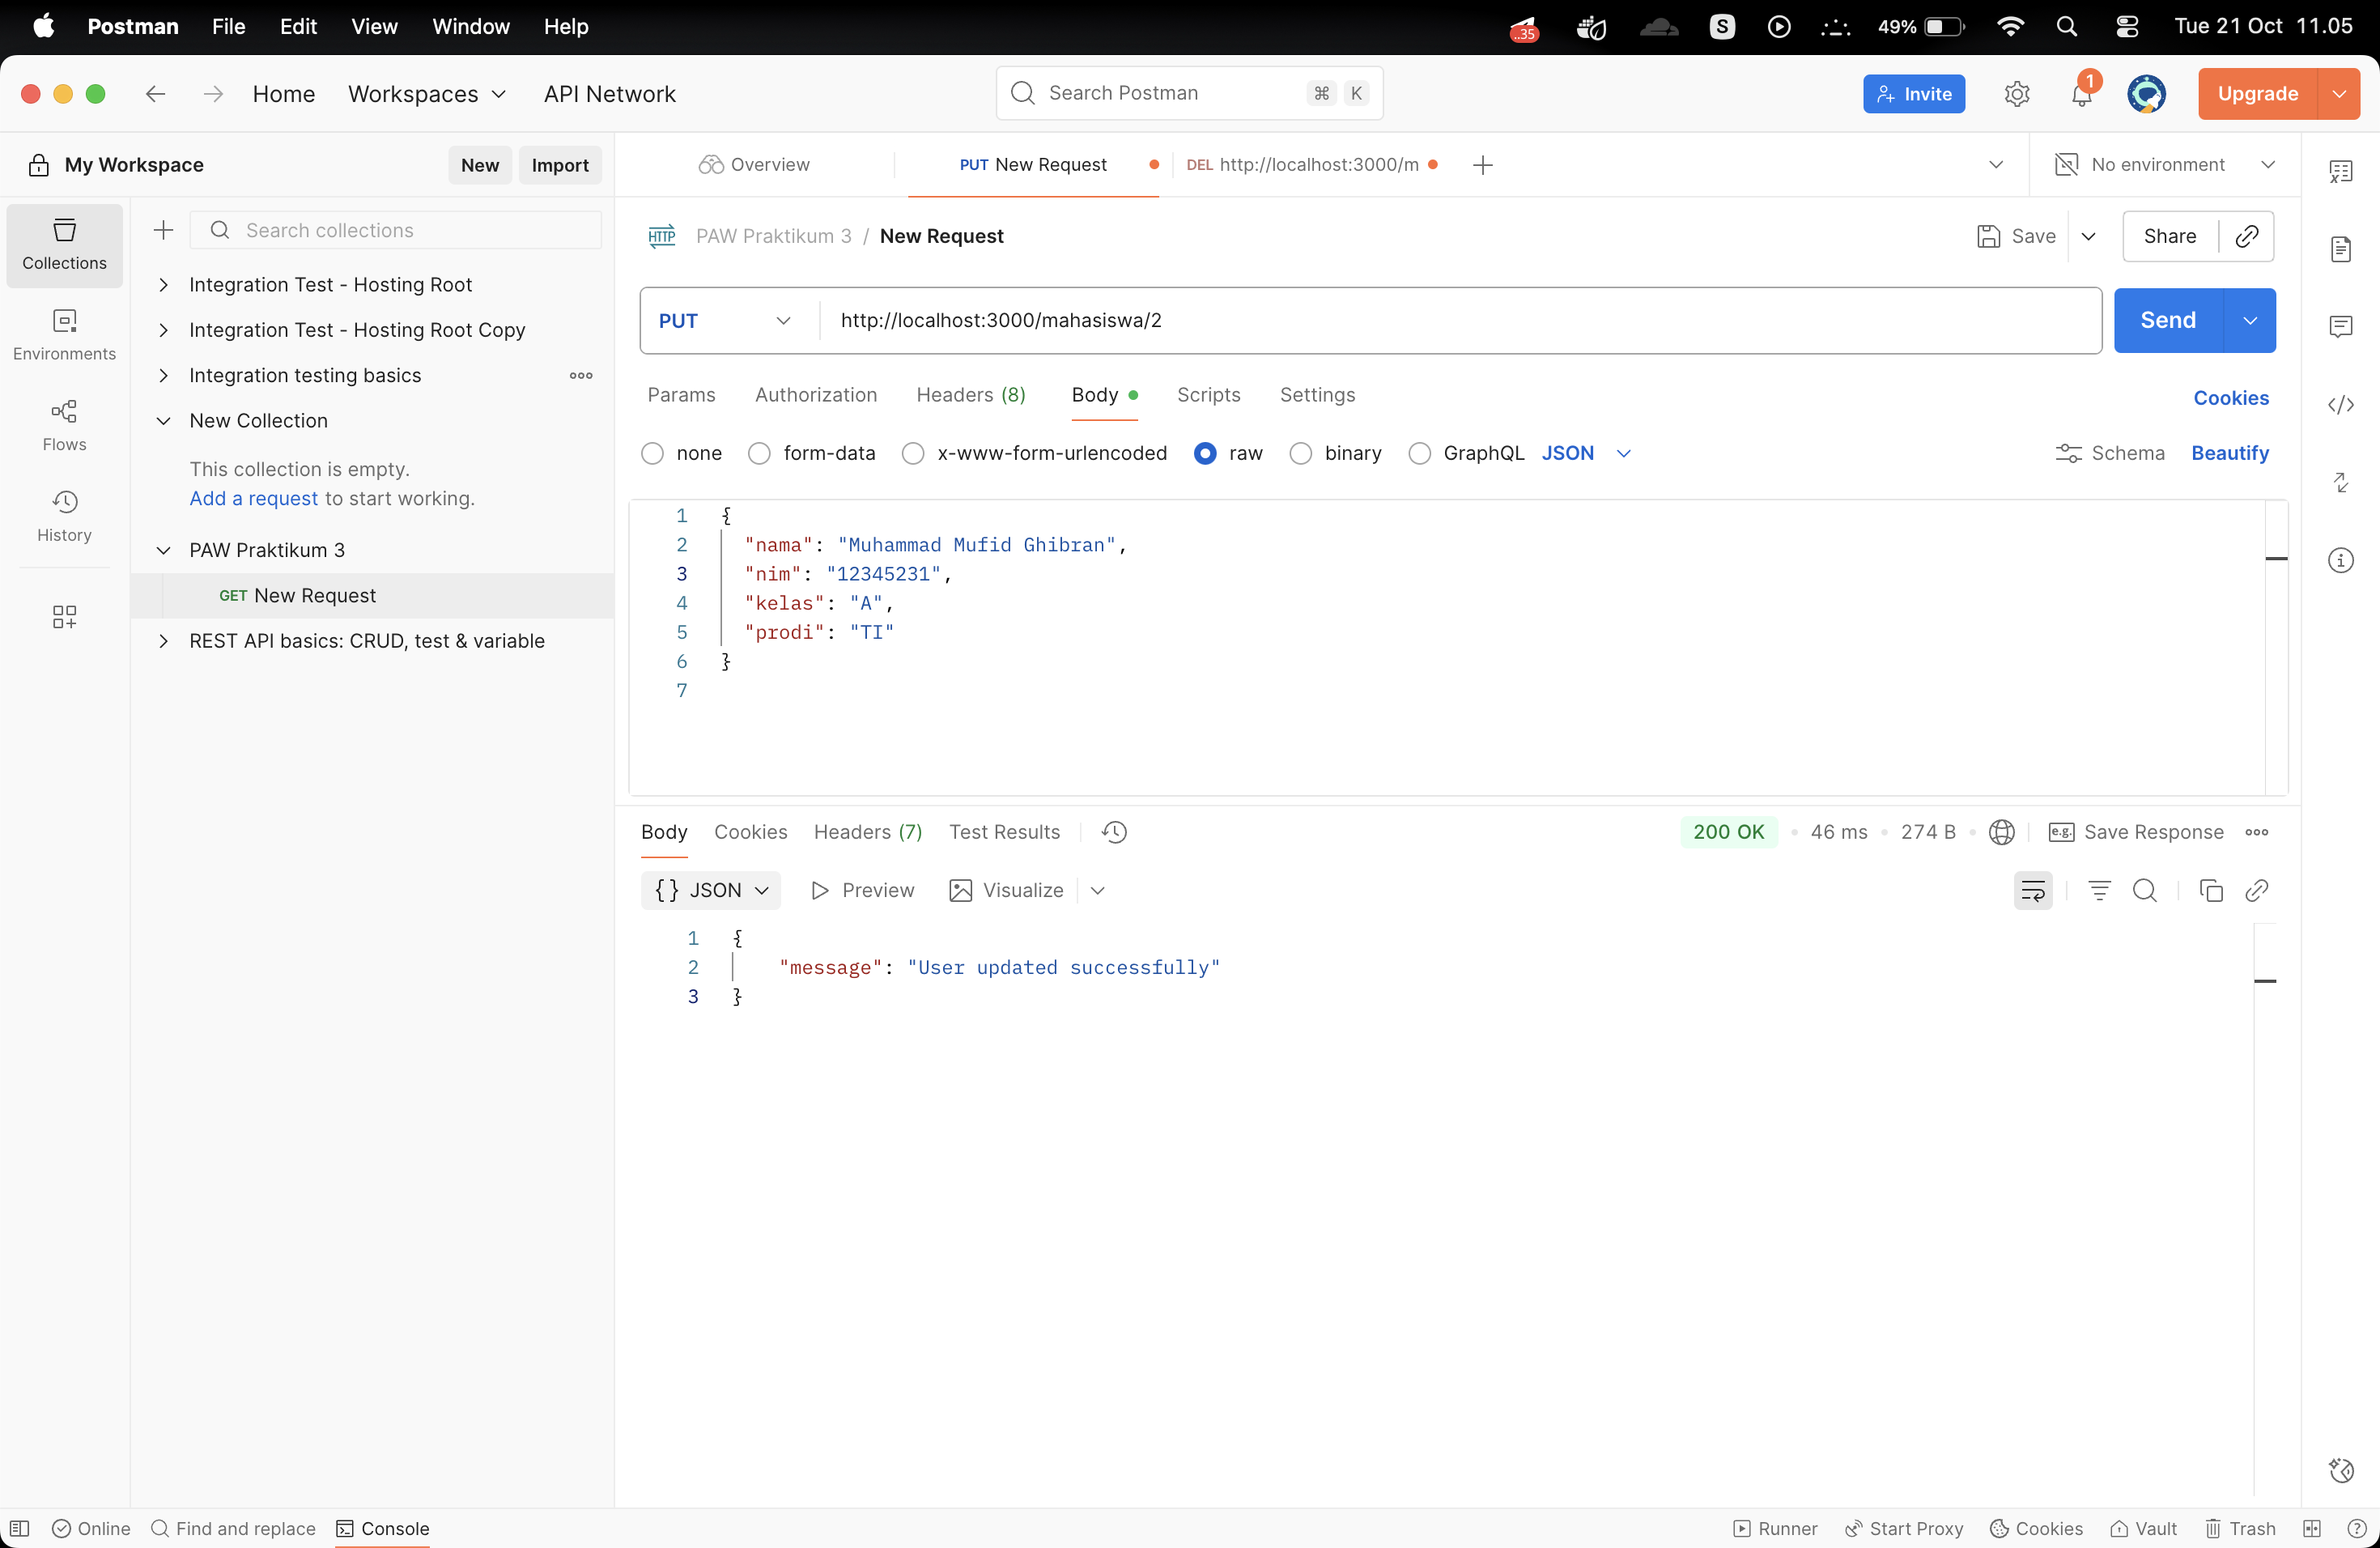 Postman File Edit View Window Help ..35 S 49% Tue 21 Oct 11.05
Home Workspaces API Network Search Postman ⌘ K Invite 1 Upgrade
My Workspace New Import Overview PUT New Request DEL http://localhost:3000/m No environment
Collections
Environments
Flows
History
Search collections
Integration Test - Hosting Root
Integration Test - Hosting Root Copy
Integration testing basics
New Collection
This collection is empty.
Add a request to start working.
PAW Praktikum 3
GET New Request
REST API basics: CRUD, test & variable
HTTP PAW Praktikum 3 / New Request Save Share
PUT http://localhost:3000/mahasiswa/2 Send
Params Authorization Headers (8) Body Scripts Settings Cookies
none form-data x-www-form-urlencoded raw binary GraphQL JSON Schema Beautify
1 {
2 "nama": "Muhammad Mufid Ghibran",
3 "nim": "12345231",
4 "kelas": "A",
5 "prodi": "TI"
6 }
7
Body Cookies Headers (7) Test Results 200 OK 46 ms 274 B e.g. Save Response
{} JSON Preview Visualize
1 {
2 "message": "User updated successfully"
3 }
Online Find and replace Console Runner Start Proxy Cookies Vault Trash